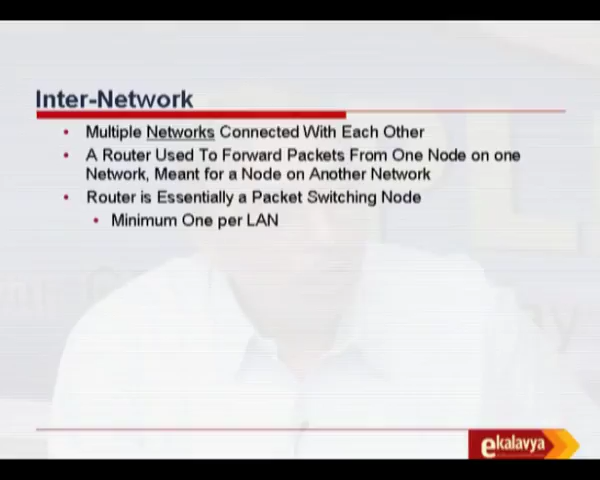 Inter-Network
• Multiple Networks Connected With Each Other
• A Router Used To Forward Packets From One Node on one
Network, Meant for a Node on Another Network
• Router is Essentially a Packet Switching Node
• Minimum One per LAN
ekalavya